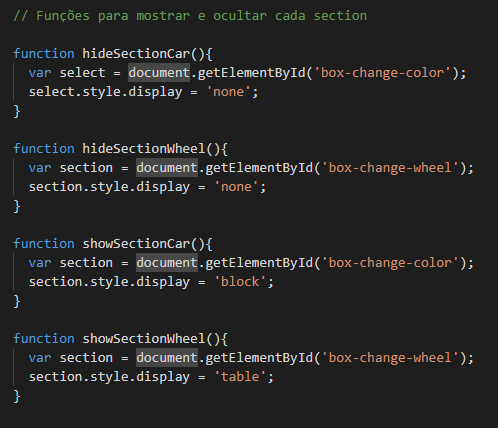 // Funções para mostrar e ocultar cada section
function hideSectionCar(){
var select = document.getElementById('box-change-color');
select.style.display = 'none';
}
function hideSectionWheel(){
var section = document.getElementById('box-change-wheel');
section.style.display = 'none';
}
function showSectionCar(){
var section = document.getElementById('box-change-color');
section.style.display = 'block';
}
function showSectionWheel(){
var section = document.getElementById('box-change-wheel');
section.style.display = 'table';
}